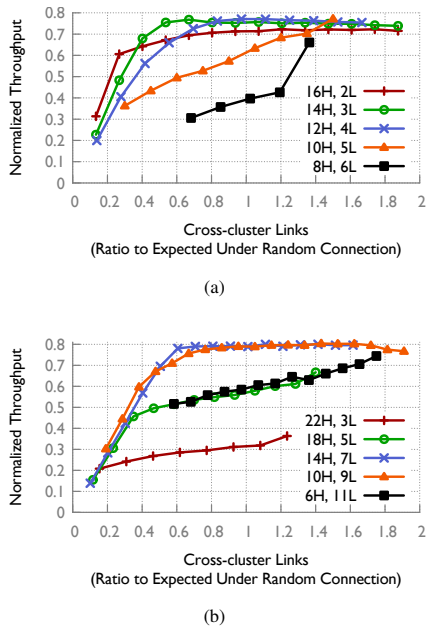 0.8
0.7
0.6
0.5
0.4
0.3
0.2
0.1
0
Normalized Throughput
16H, 2L
14H, 3L
12H, 4L
10H, 5L
8H, 6L
0 0.2 0.4 0.6 0.8 1 1.2 1.4 1.6 1.8 2
Cross-cluster Links
(Ratio to Expected Under Random Connection)
(a)
0.8
0.7
0.6
0.5
0.4
0.3
0.2
0.1
0
Normalized Throughput
22H, 3L
18H, 5L
14H, 7L
10H, 9L
6H, 11L
0 0.2 0.4 0.6 0.8 1 1.2 1.4 1.6 1.8 2
Cross-cluster Links
(Ratio to Expected Under Random Connection)
(b)